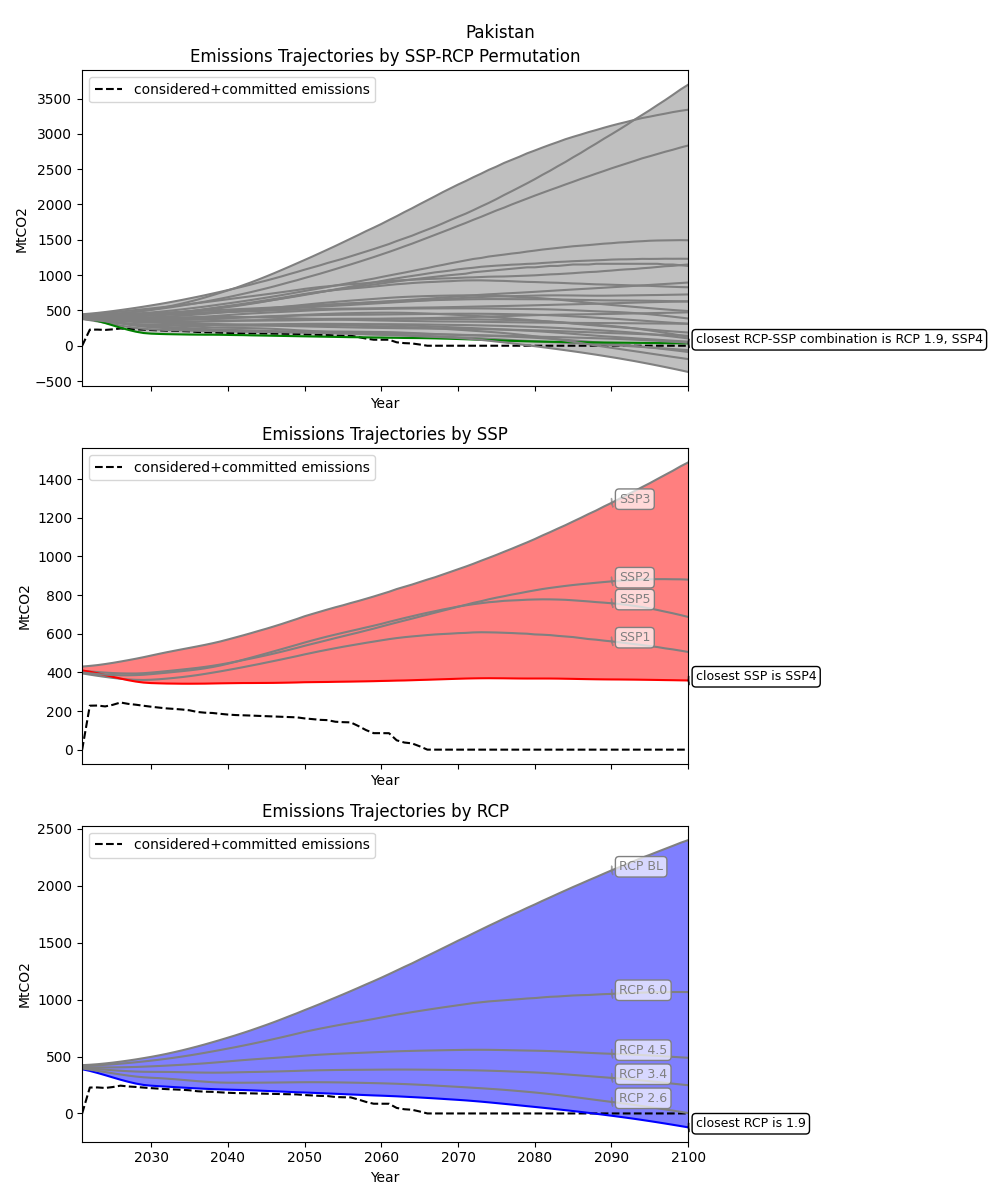 Pakistan
Emissions Trajectories by SSP-RCP Permutation
considered+committed emissions
3500
3000
2500
2000
1500
1000
500
0
−500
MtCO2
Year
closest RCP-SSP combination is RCP 1.9, SSP4
Emissions Trajectories by SSP
considered+committed emissions
1400
1200
1000
800
600
400
200
0
MtCO2
SSP3
SSP2
SSP5
SSP1
closest SSP is SSP4
Year
Emissions Trajectories by RCP
considered+committed emissions
2500
2000
1500
1000
500
0
MtCO2
RCP BL
RCP 6.0
RCP 4.5
RCP 3.4
RCP 2.6
closest RCP is 1.9
2030 2040 2050 2060 2070 2080 2090 2100
Year